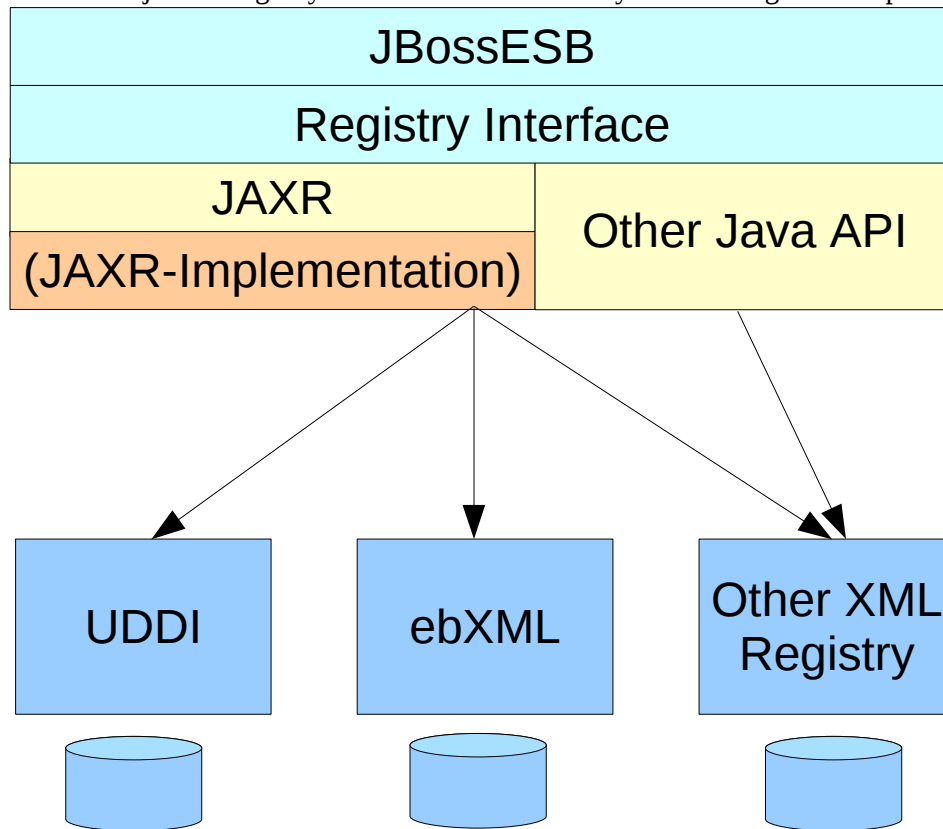 JBossESB
Registry Interface
JAXR
Other Java API
(JAXR-Implementation)
UDDI
ebXML
Other XML
Registry